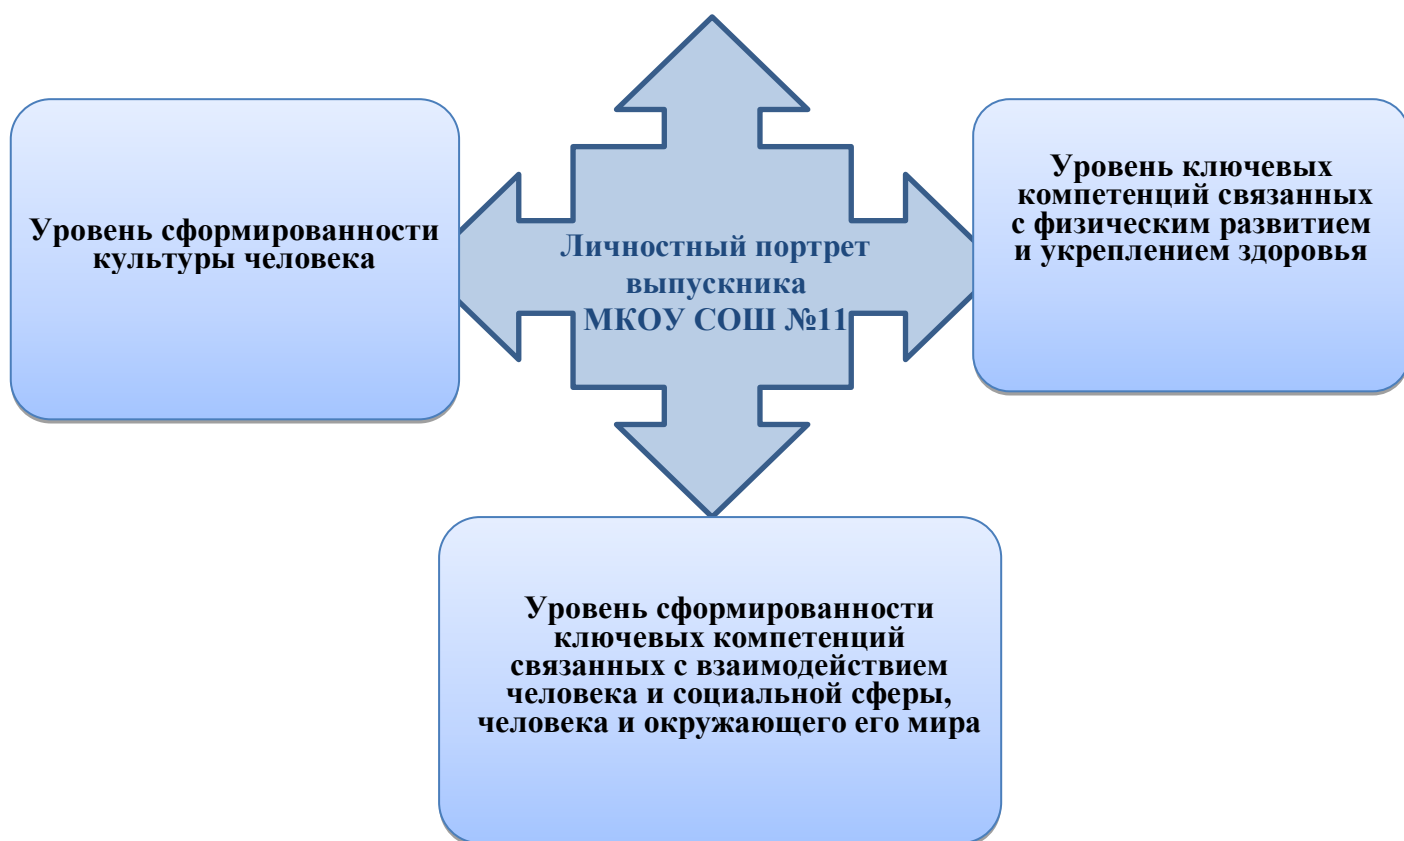 Уровень сформированности
культуры человека
Личностный портрет
выпускника
МКОУ СОШ №11
Уровень ключевых
компетенций связанных
с физическим развитием
и укреплением здоровья
Уровень сформированности
ключевых компетенций
связанных с взаимодействием
человека и социальной сферы,
человека и окружающего его мира